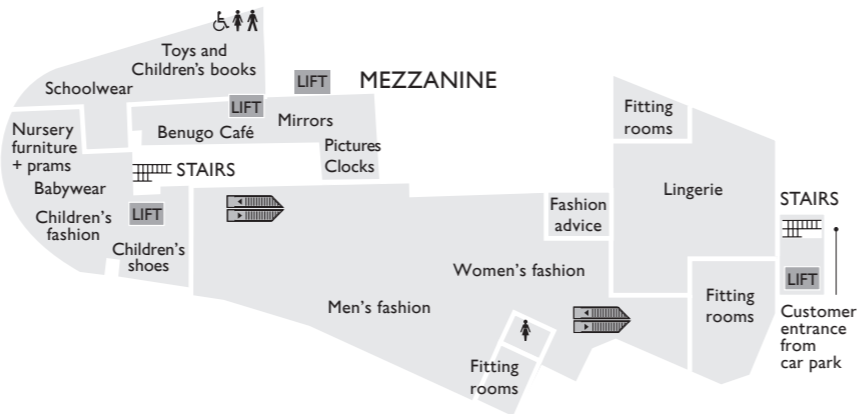 Toys and
Children's books
Schoolwear
LIFT
MEZZANINE
LIFT
Benugo Café
Mirrors
Pictures
Clocks
Nursery
furniture
+ prams
STAIRS
Babywear
LIFT
Children's
fashion
Children's
shoes
Fitting
rooms
Lingerie
Fashion
advice
STAIRS
Women's fashion
LIFT
Men's fashion
Fitting
rooms
Customer
entrance
from
car park
Fitting
rooms